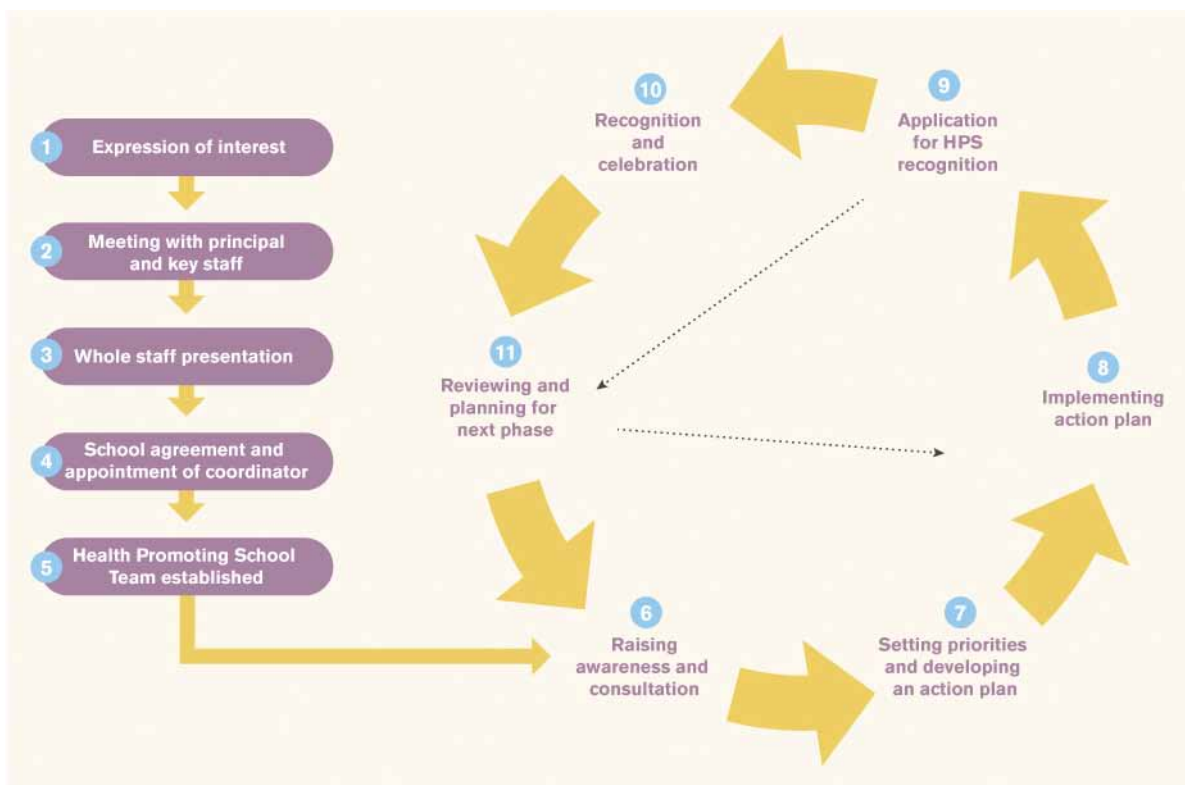 1
Expression of interest
2
Meeting with principal
and key staff
3
Whole staff presentation
4
School agreement and
appointment of coordinator
5
Health Promoting School
Team established
6
Raising
awareness and
consultation
7
Setting priorities
and developing
an action plan
8
Implementing
action plan
9
Application
for HPS
recognition
10
Recognition
and
celebration
11
Reviewing and
planning for
next phase